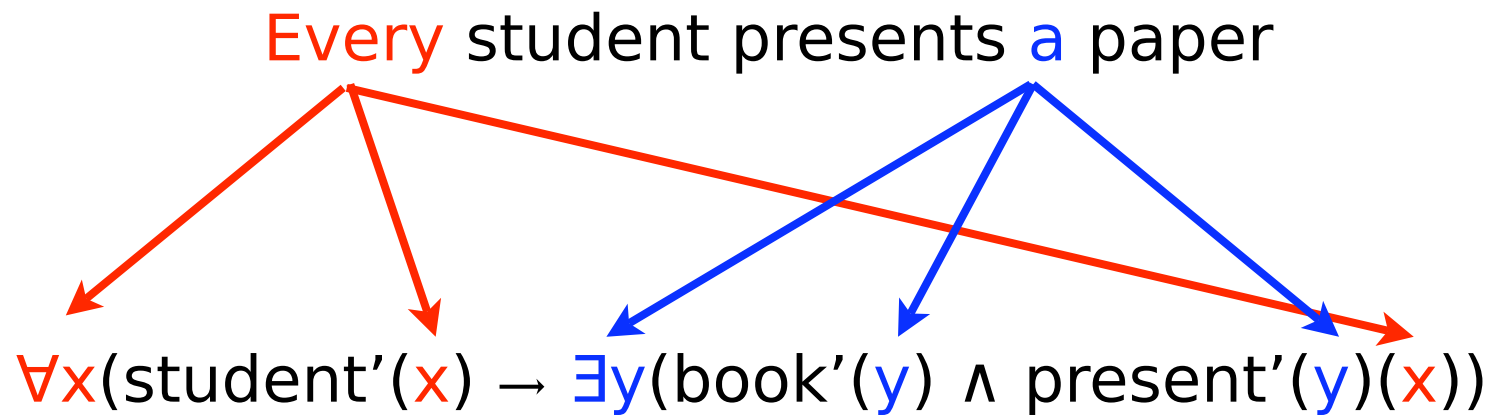 Every student presents a paper
∀x(student’(x) → ∃y(book’(y) ∧ present’(y)(x))